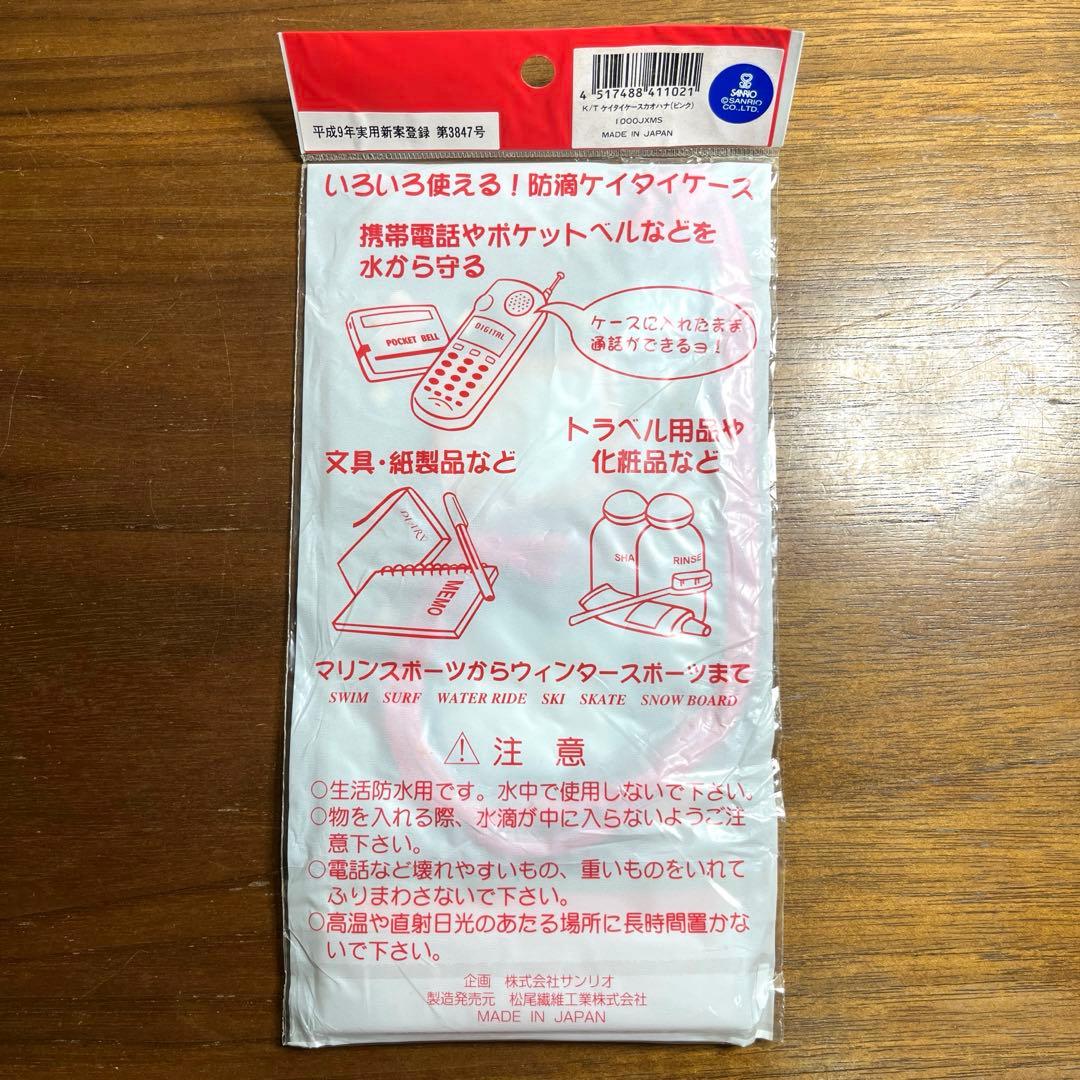 4 517488 411021
K/T ケイタイケースカオハナ(ピンク)
1000JXMS
MADE IN JAPAN
SANRIO
©SANRIO
CO.,LTD.
平成9年実用新案登録 第3847号
いろいろ使える!防滴ケイタイケース
携帯電話やポケットベルなどを
水から守る
POCKET BELL
DIGITAL
ケースに入れたまま
通話ができるョ!
文具・紙製品など
トラベル用品や
化粧品など
DIARY
MEMO
SHA
RINSE
マリンスポーツからウィンタースポーツまて
SWIM SURF WATER RIDE SKI SKATE SNOW BOARD
注 意
○生活防水用です。水中で使用しないで下さい。
○物を入れる際、水滴が中に入らないようご注
意下さい。
○電話など壊れやすいもの、重いものをいれて
ふりまわさないで下さい。
○高温や直射日光のあたる場所に長時間置かな
いで下さい。
企画 株式会社サンリオ
製造発売元 松尾繊維工業株式会社
MADE IN JAPAN